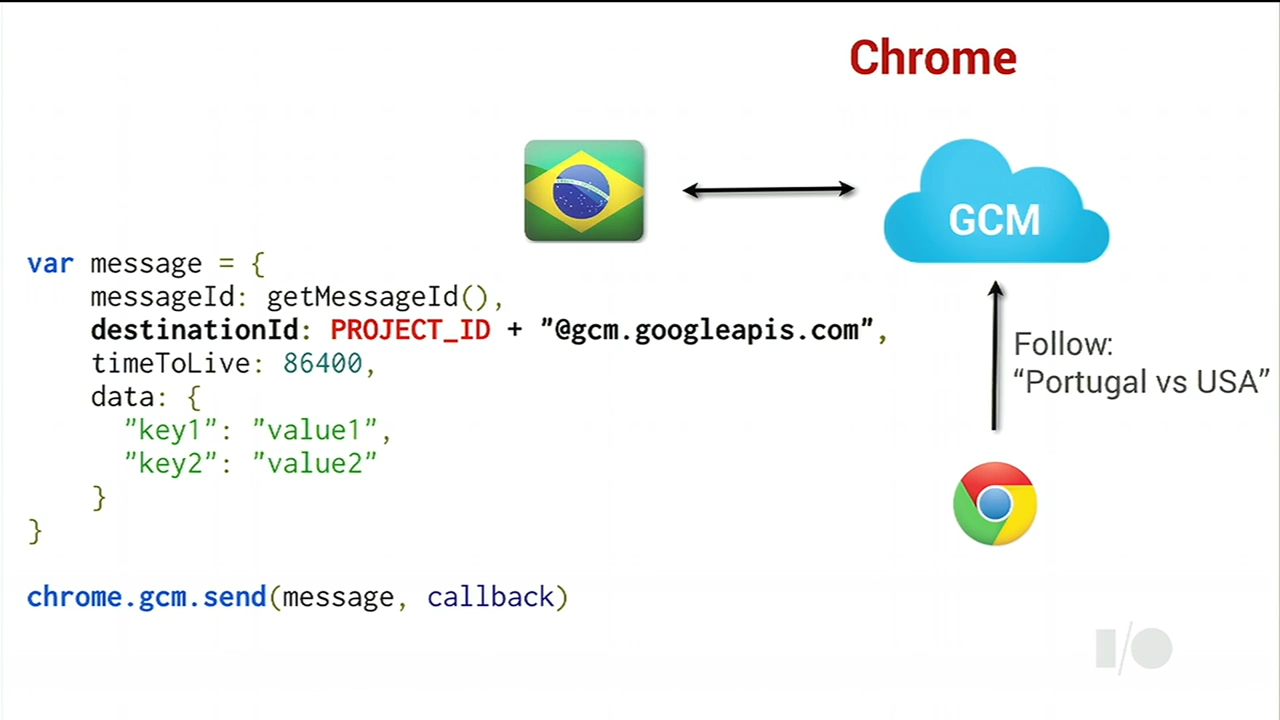 Chrome
GCM
var message = {
messageId: getMessageId(),
destinationId: PROJECT_ID + "@gcm.googleapis.com",
timeToLive: 86400,
data: {
"key1": "value1",
"key2": "value2"
}
}
chrome.gcm.send(message, callback)
Follow:
“Portugal vs USA”
I/O